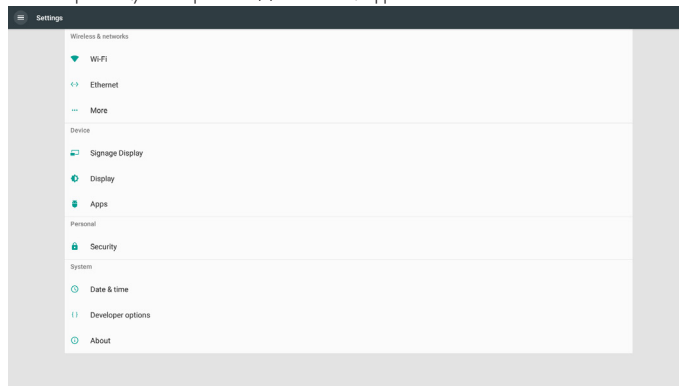 Settings
Wireless & networks
Wi-Fi
Ethernet
More
Device
Signage Display
Display
Apps
Personal
Security
System
Date & time
Developer options
About